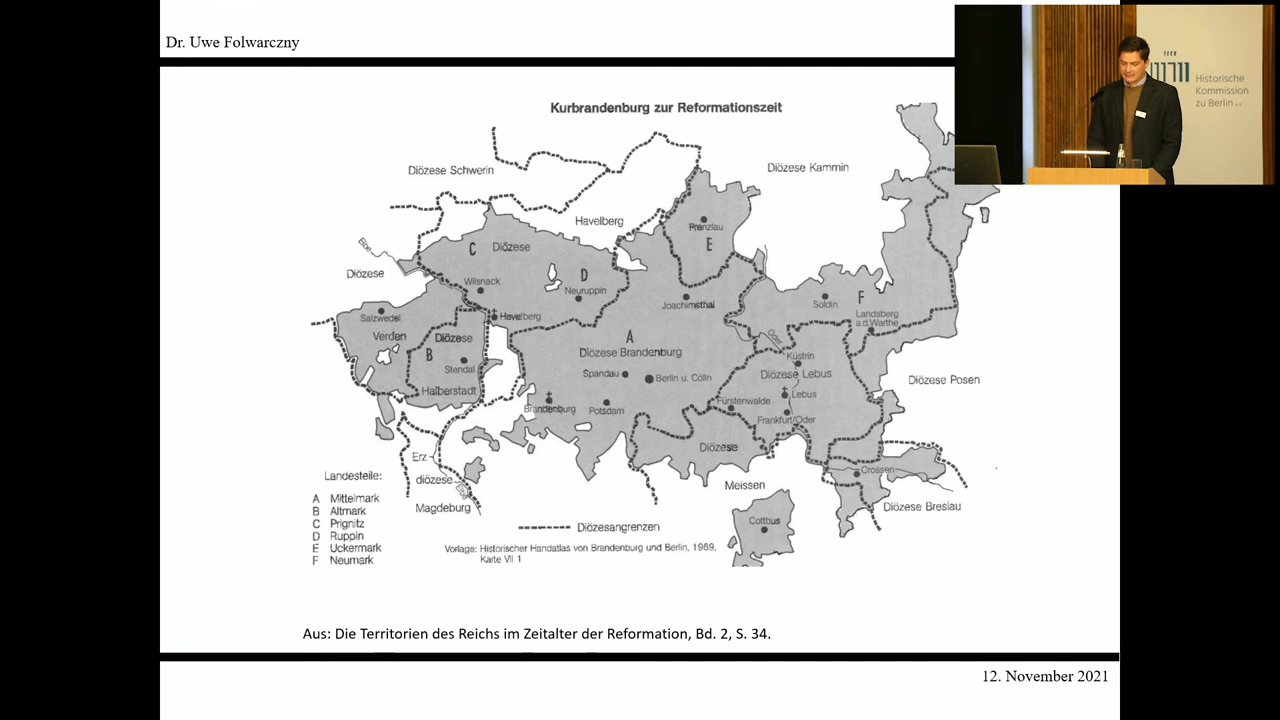 Dr. Uwe Folwarczny
Historische
Kommission
zu Berlin e.V.
Kurbrandenburg zur Reformationszeit
Diözese Schwerin
Diözese Kammin
Havelberg
Prenzlau
E
Elbe
C
Diözese
Diözese
D
Wilsnack
Neuruppin
Joachimsthal
Soldin
F
Landsberg
a.d.Warthe
Salzwedel
Havelberg
Verden
Diözese
B
Stendal
Halberstadt
A
Diözese Brandenburg
Oder
Küstrin
Spandau
Berlin u. Cölln
Diözese Lebus
Diözese Posen
Lebus
Fürstenwalde
Brandenburg
Potsdam
Frankfurt/Oder
Diözese
Meissen
Erz-
diözese
Elbe
Magdeburg
Crossen
Diözese Breslau
Cottbus
Landesteile:
A Mittelmark
B Altmark
C Prignitz
D Ruppin
E Uckermark
F Neumark
Diözesangrenzen
Vorlage: Historischer Handatlas von Brandenburg und Berlin, 1969,
Karte VII 1
Aus: Die Territorien des Reichs im Zeitalter der Reformation, Bd. 2, S. 34.
12. November 2021